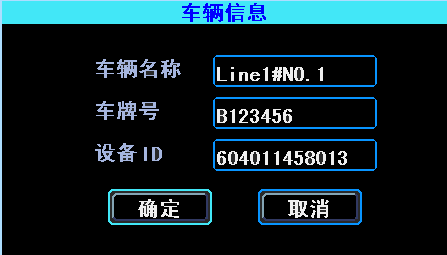 车辆信息
车辆名称 Line1#NO.1
车牌号 B123456
设备ID 604011458013
确定 取消